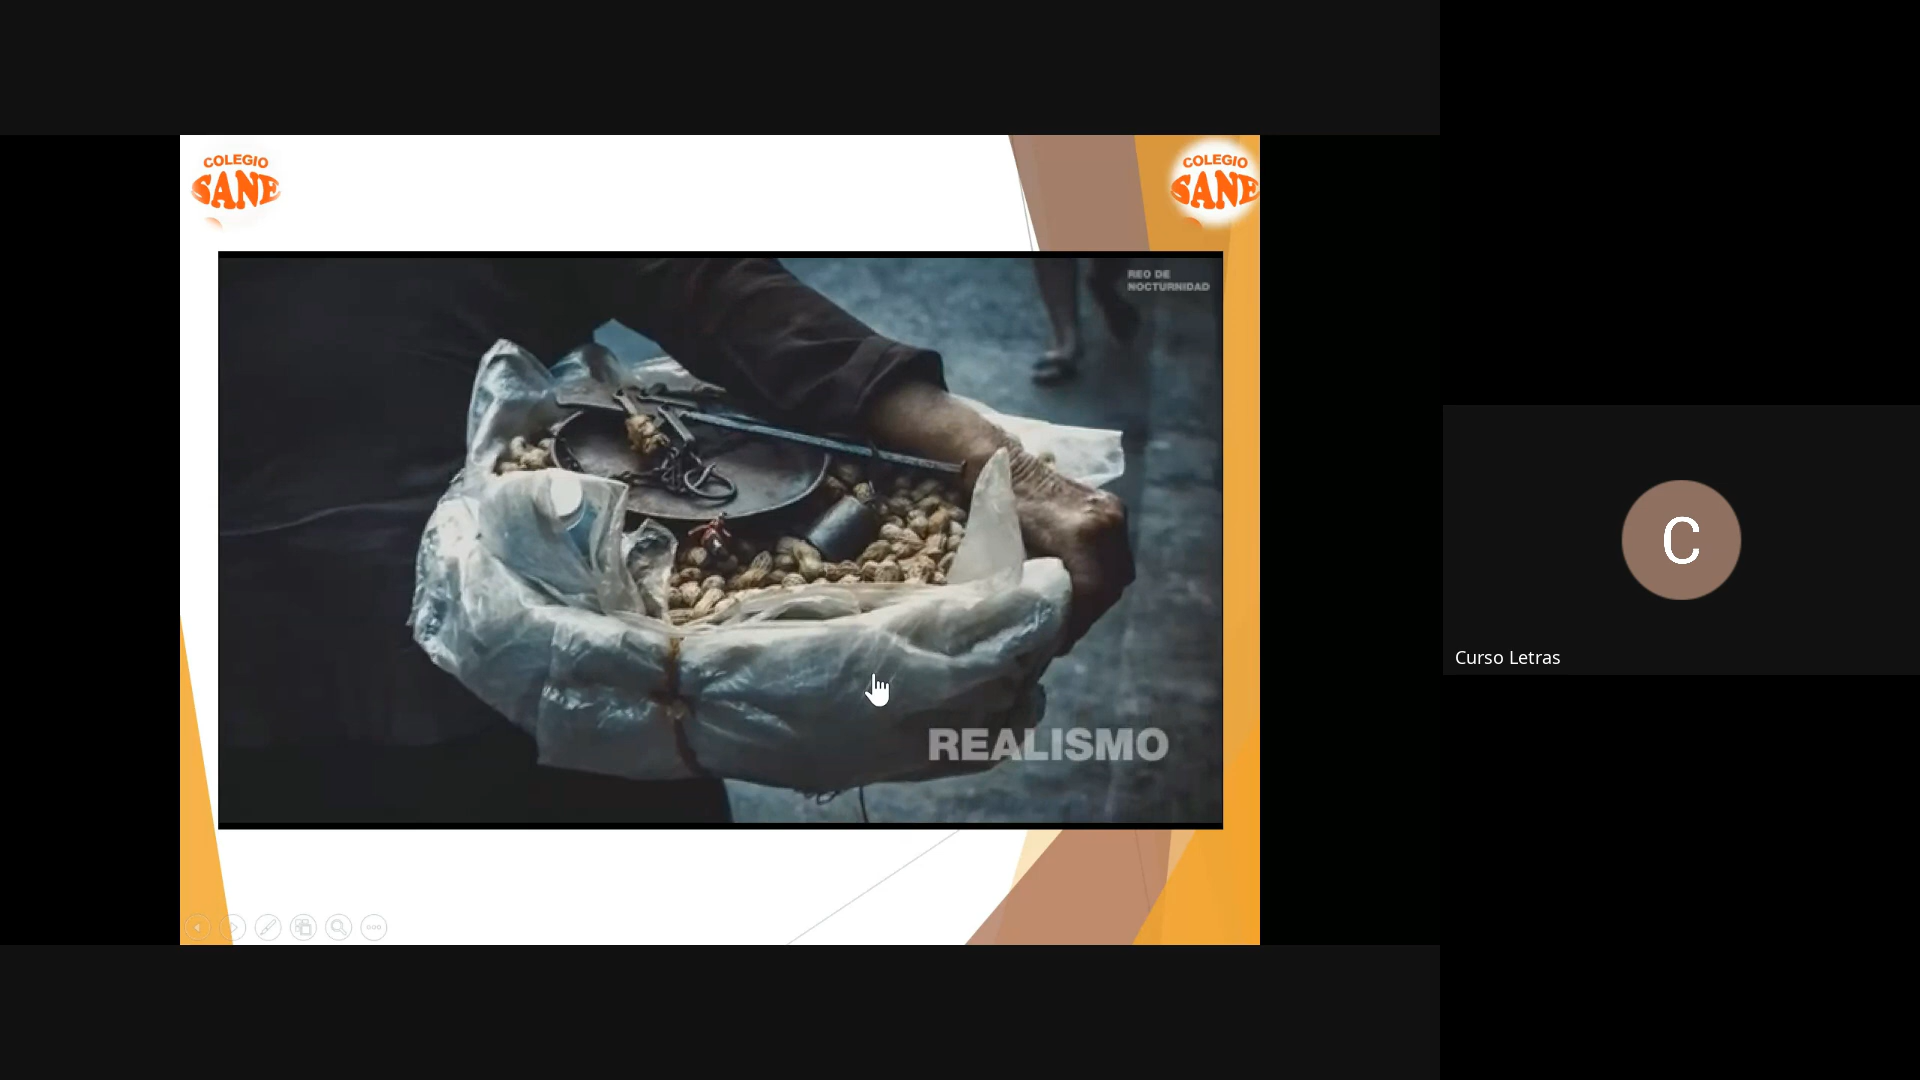 COLEGIO
SANE
COLEGIO
SANE
REO DE
NOCTURNIDAD
REALISMO
C
Curso Letras